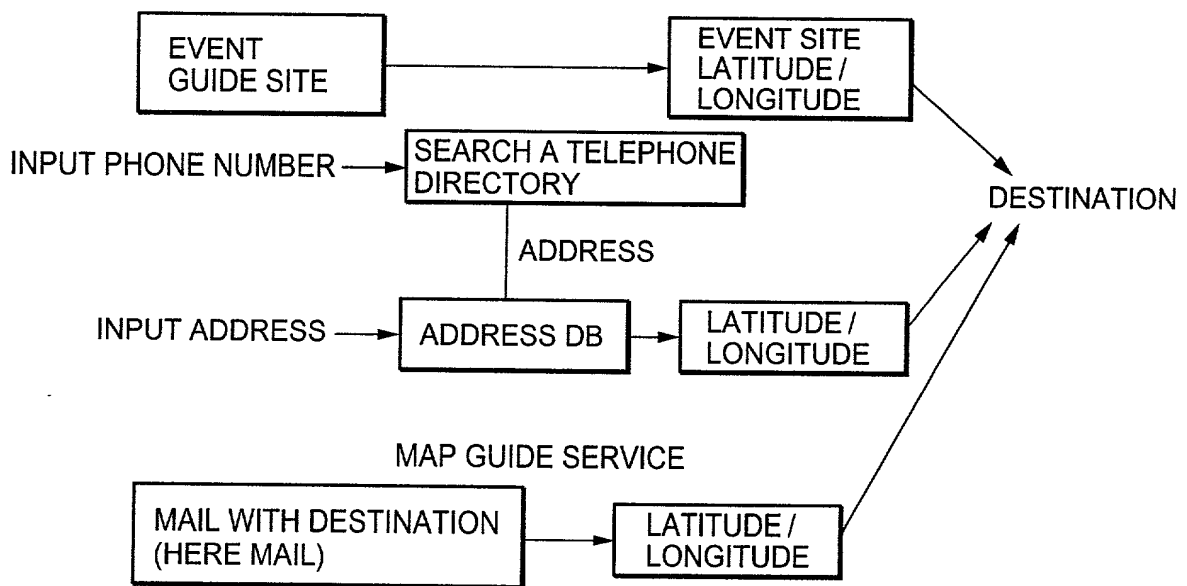 EVENT
GUIDE SITE
EVENT SITE
LATITUDE /
LONGITUDE
INPUT PHONE NUMBER
SEARCH A TELEPHONE
DIRECTORY
DESTINATION
ADDRESS
INPUT ADDRESS
ADDRESS DB
LATITUDE /
LONGITUDE
MAP GUIDE SERVICE
MAIL WITH DESTINATION
(HERE MAIL)
LATITUDE /
LONGITUDE